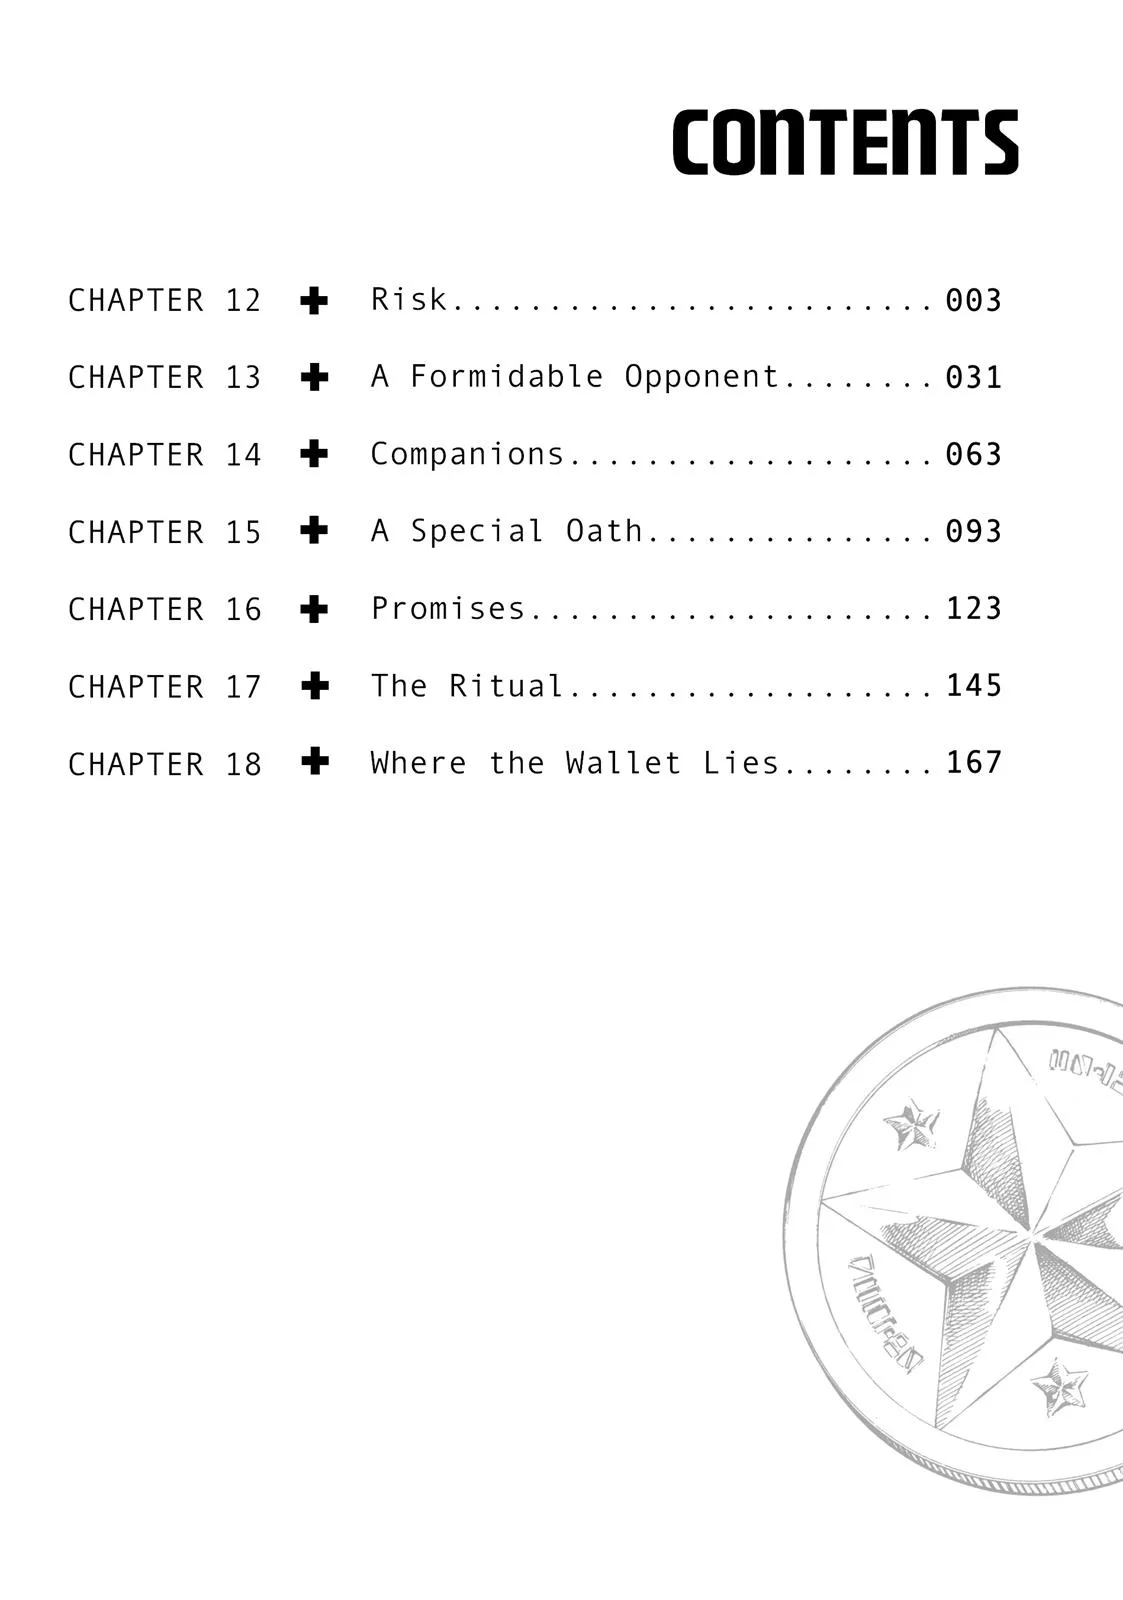 CONTENTS
CHAPTER 12 ✚ Risk......................... 003
CHAPTER 13 ✚ A Formidable Opponent........ 031
CHAPTER 14 ✚ Companions................... 063
CHAPTER 15 ✚ A Special Oath............... 093
CHAPTER 16 ✚ Promises..................... 123
CHAPTER 17 ✚ The Ritual................... 145
CHAPTER 18 ✚ Where the Wallet Lies........ 167